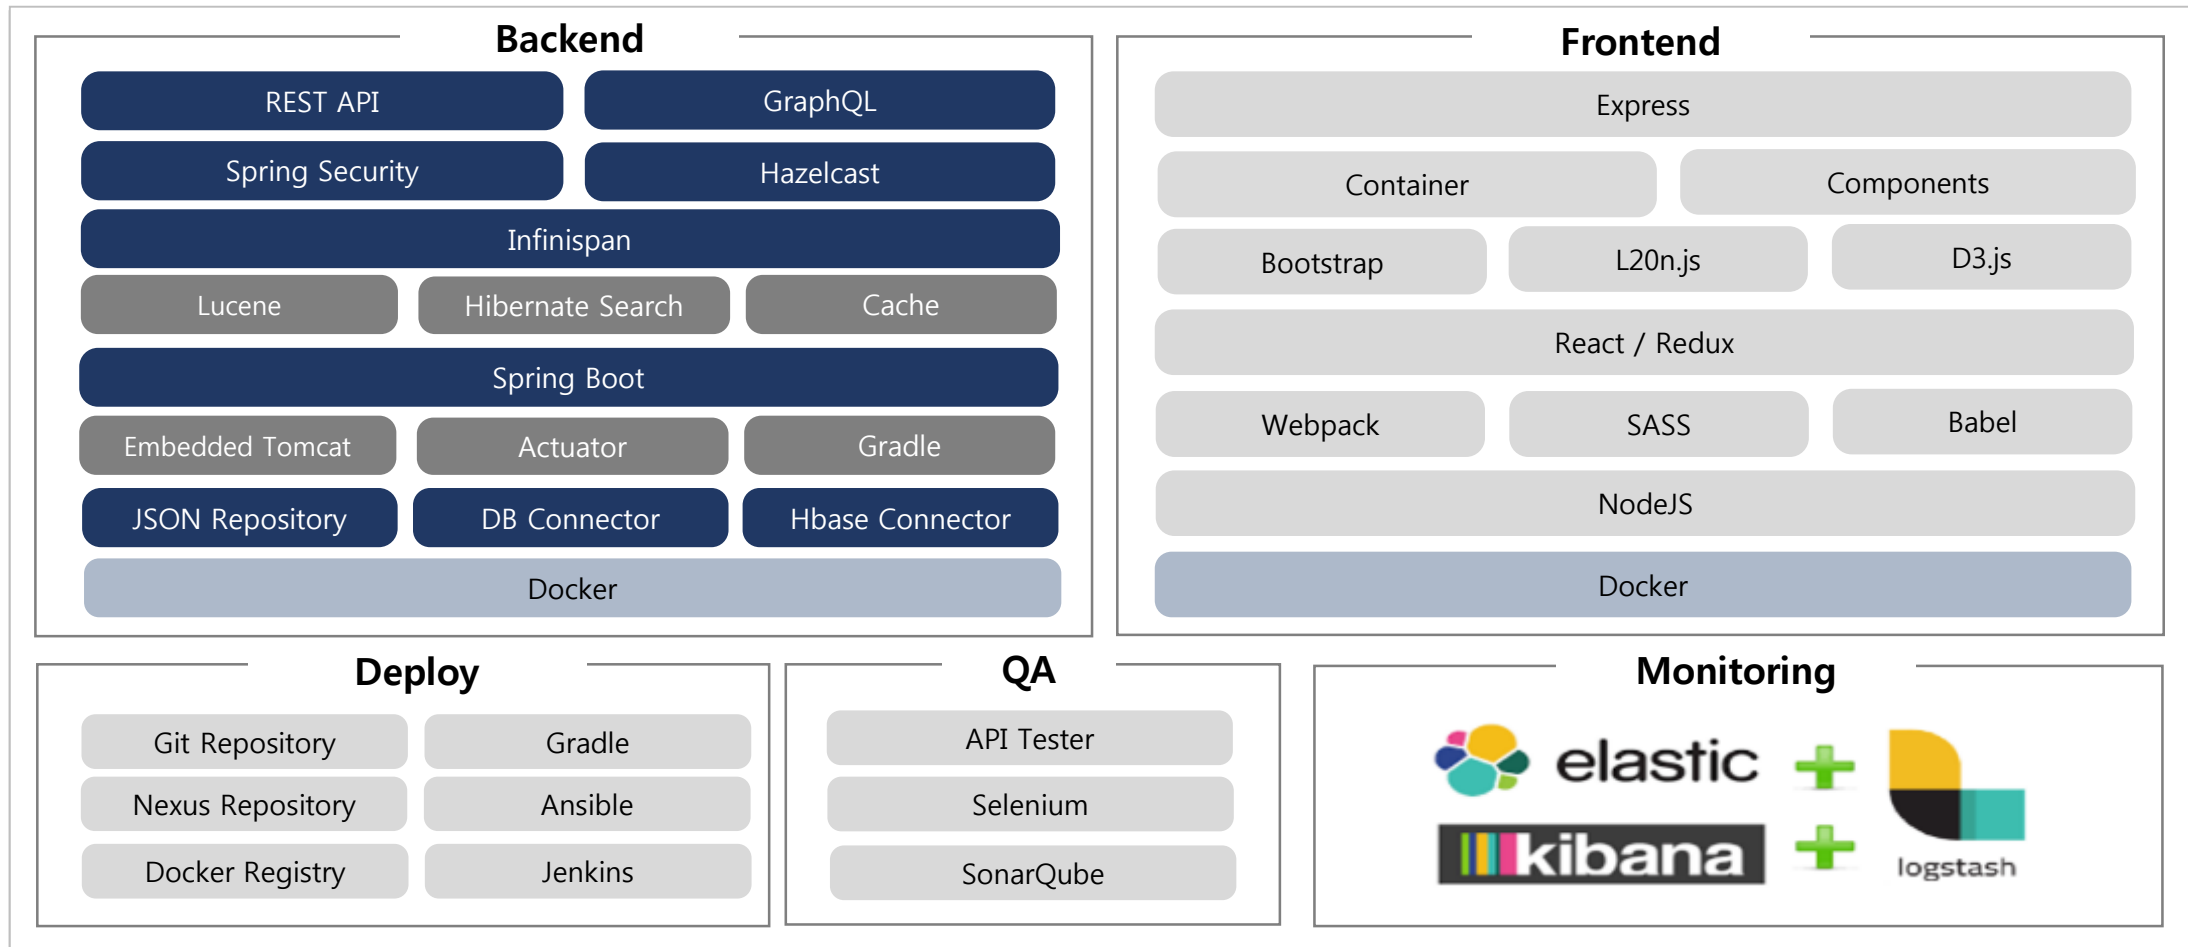 Backend
REST API
GraphQL
Spring Security
Hazelcast
Infinispan
Lucene
Hibernate Search
Cache
Spring Boot
Embedded Tomcat
Actuator
Gradle
JSON Repository
DB Connector
Hbase Connector
Docker
Frontend
Express
Container
Components
Bootstrap
L20n.js
D3.js
React / Redux
Webpack
SASS
Babel
NodeJS
Docker
Deploy
Git Repository
Gradle
Nexus Repository
Ansible
Docker Registry
Jenkins
QA
API Tester
Selenium
SonarQube
Monitoring
elastic
kibana
logstash